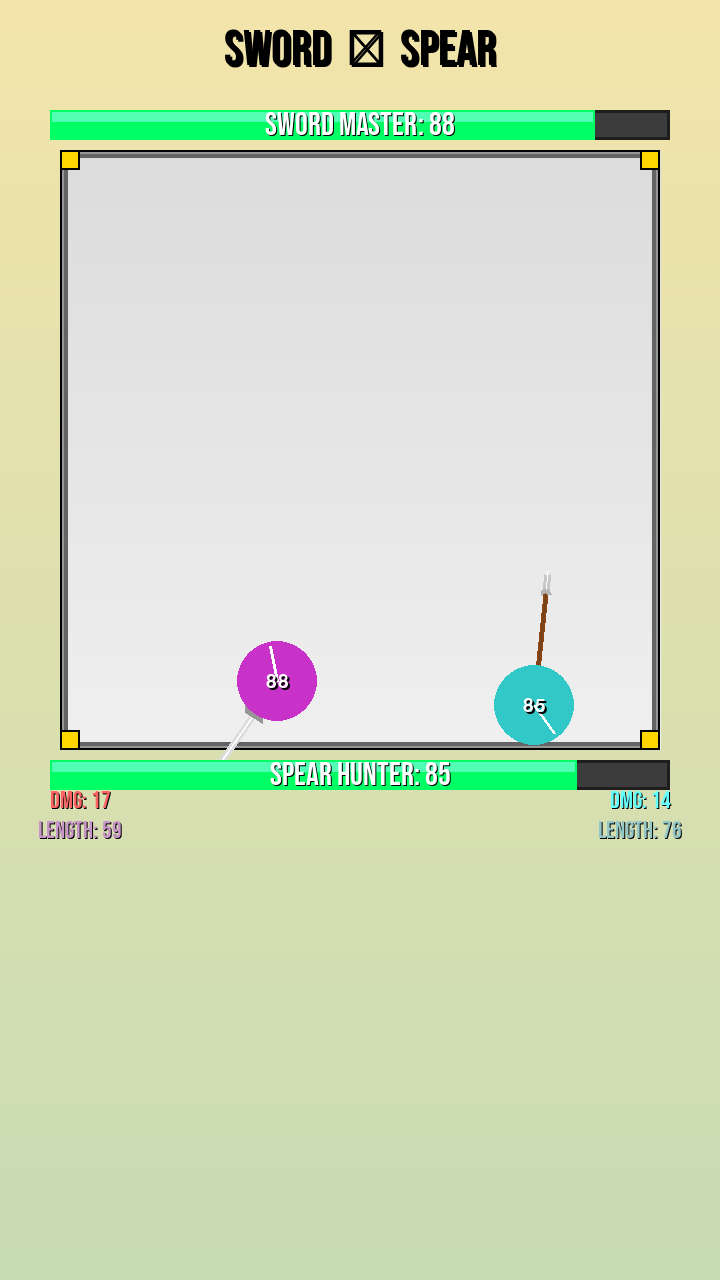 SWORD SPEAR
SWORD MASTER: 88
88
85
SPEAR HUNTER: 85
DMG: 17
DMG: 14
LENGTH: 59
LENGTH: 76